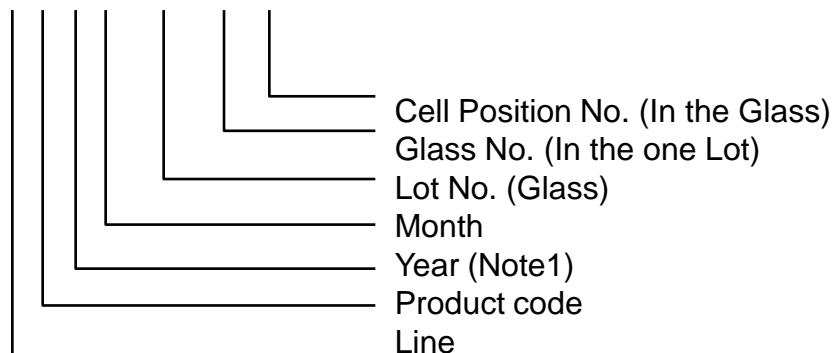 Cell Position No. (In the Glass)
Glass No. (In the one Lot)
Lot No. (Glass)
Month
Year (Note1)
Product code
Line